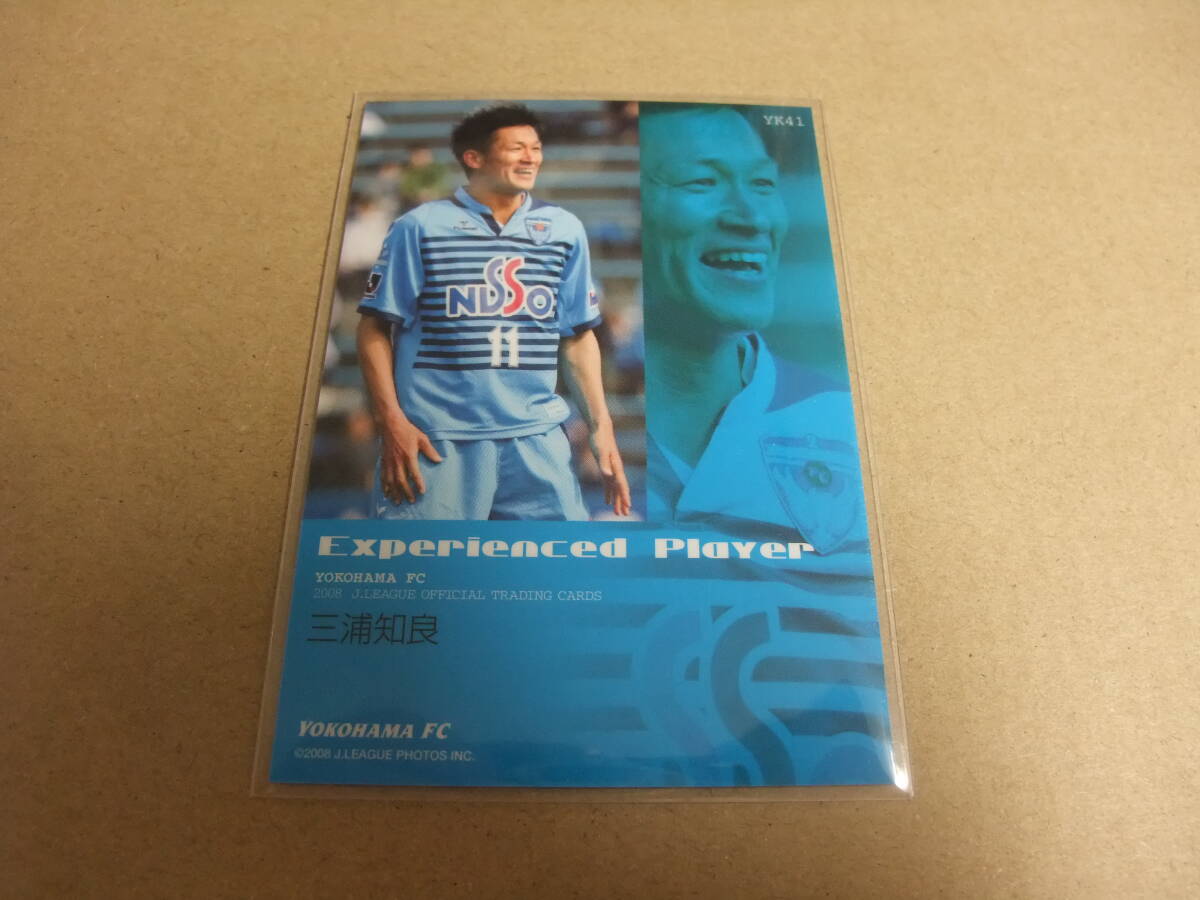 YK41
NISSO
11
Experienced Player
YOKOHAMA FC
2008 J.LEAGUE OFFICIAL TRADING CARDS
三浦知良
YOKOHAMA FC
©2008 J.LEAGUE PHOTOS INC.